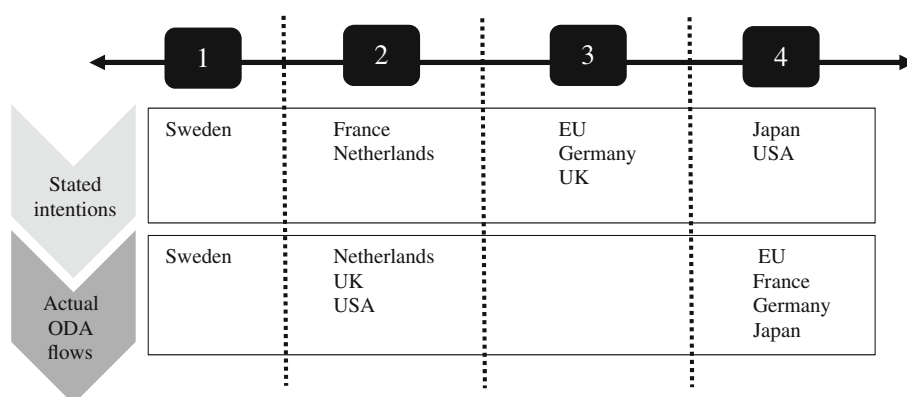 1
2
3
4
Stated
intentions
Sweden
France
Netherlands
EU
Germany
UK
Japan
USA
Actual
ODA
flows
Sweden
Netherlands
UK
USA
EU
France
Germany
Japan